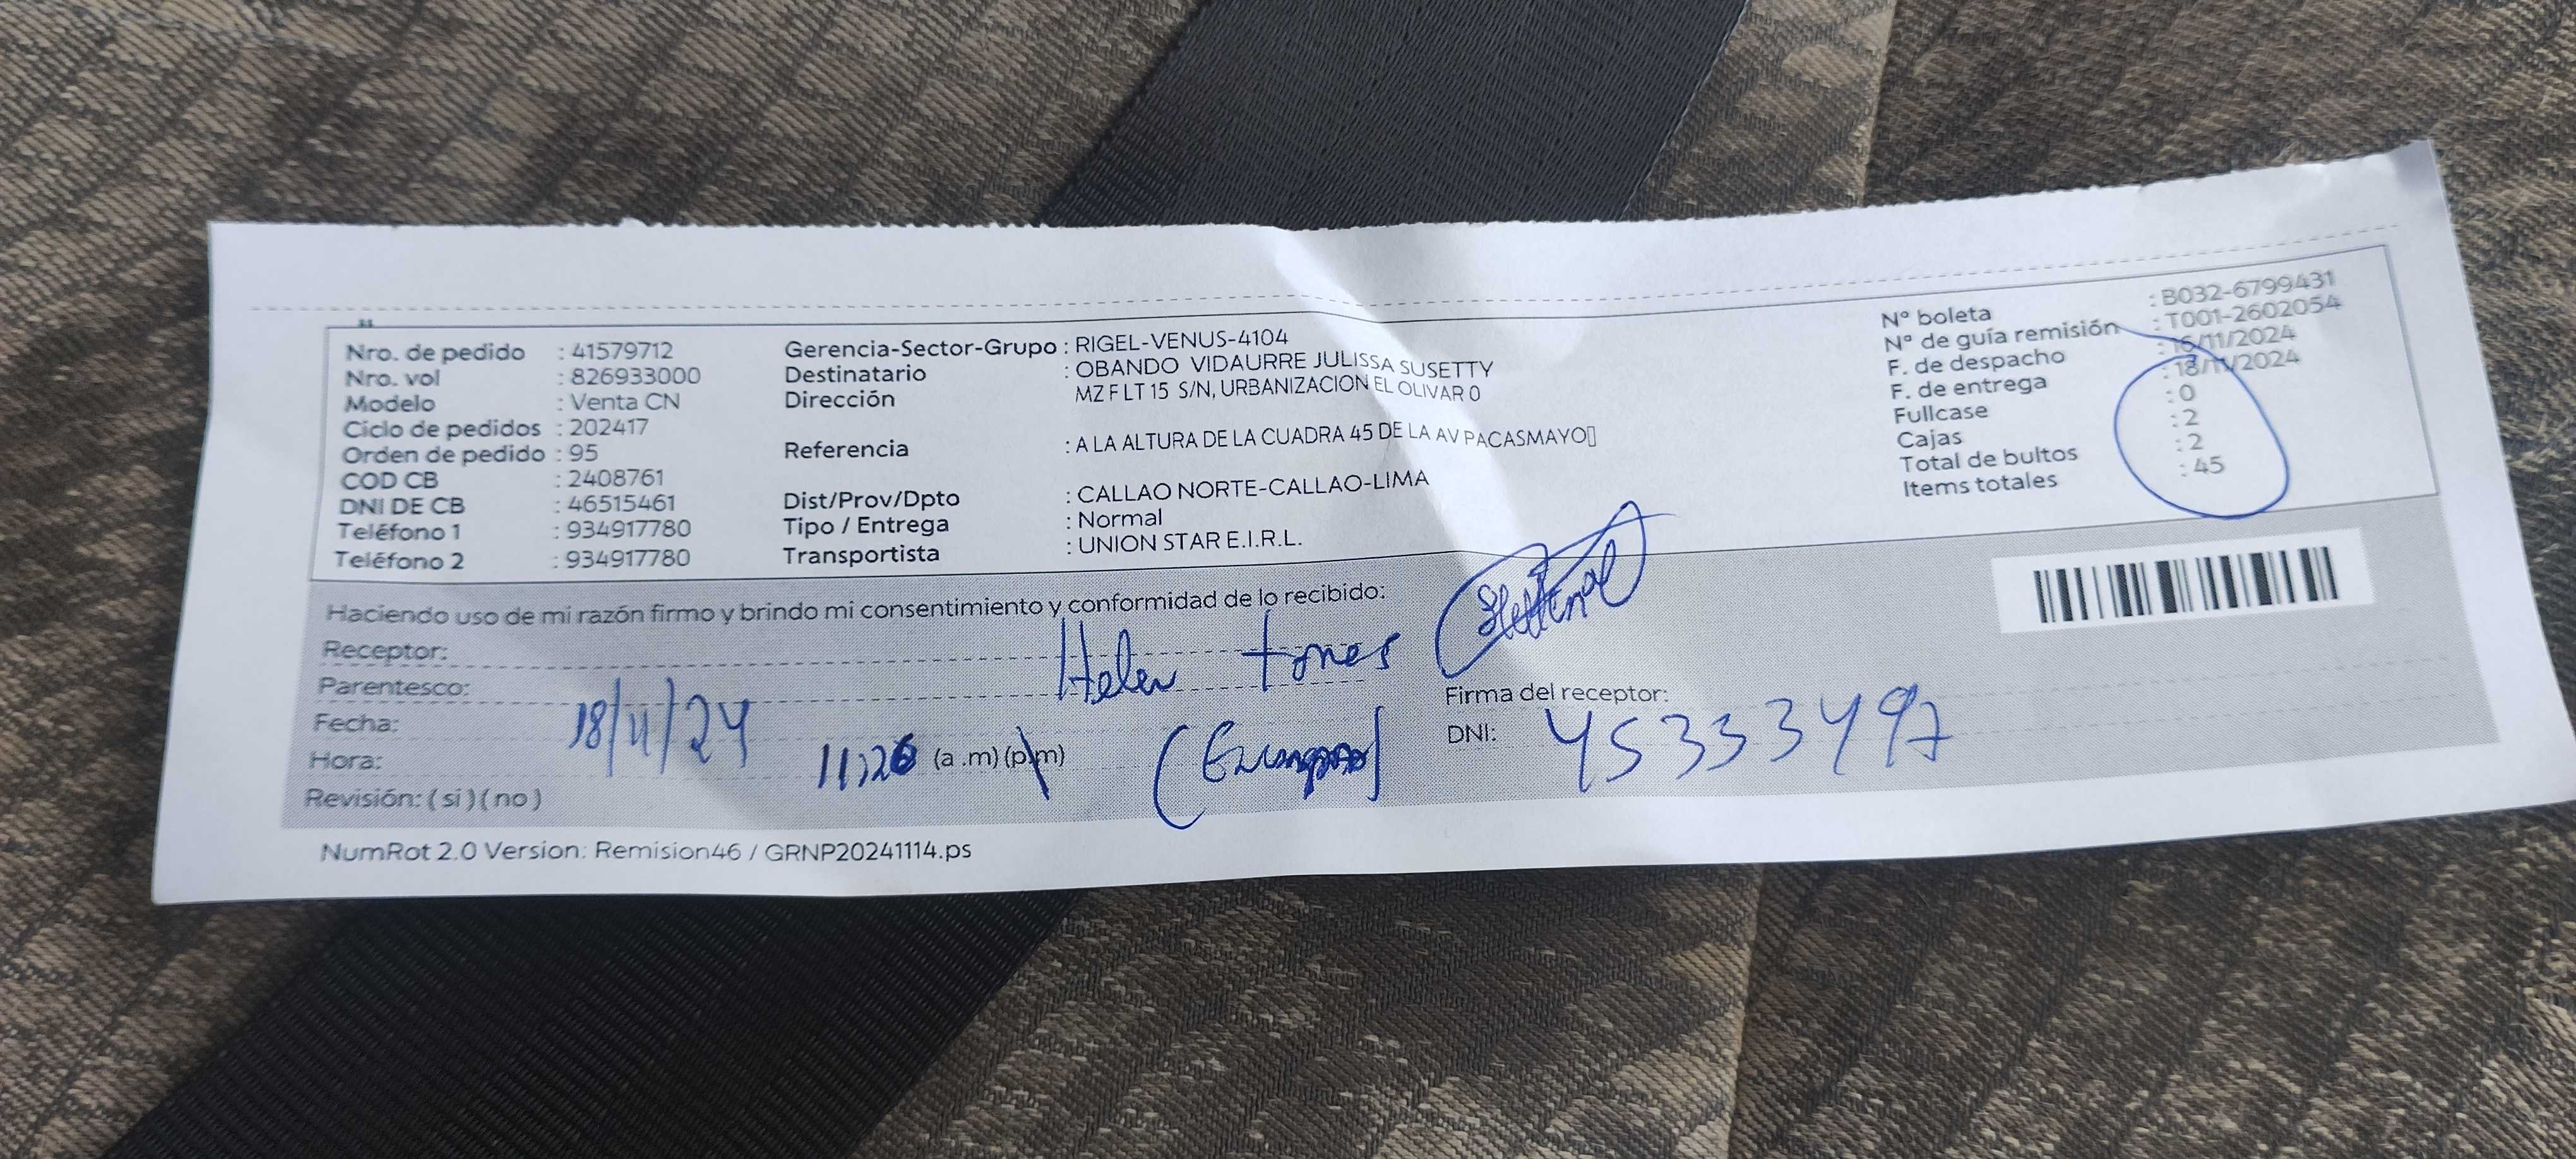 Nro. de pedido : 41579712
Nro. vol : 826933000
Modelo : Venta CN
Ciclo de pedidos : 202417
Orden de pedido : 95
COD CB : 2408761
DNI DE CB : 46515461
Teléfono 1 : 934917780
Teléfono 2 : 934917780
Gerencia-Sector-Grupo : RIGEL-VENUS-4104
Destinatario : OBANDO VIDAURRE JULISSA SUSETTY
Dirección MZ F LT 15 S/N, URBANIZACION EL OLIVAR 0
Referencia : A LA ALTURA DE LA CUADRA 45 DE LA AV PACASMAYO▯
Dist/Prov/Dpto : CALLAO NORTE-CALLAO-LIMA
Tipo / Entrega : Normal
Transportista : UNION STAR E.I.R.L.
N° boleta : B032-6799431
N° de guía remisión : T001-2602054
F. de despacho : 16/11/2024
F. de entrega : 18/11/2024
Fullcase : 0
Cajas : 2
Total de bultos : 2
Items totales : 45
Haciendo uso de mi razón firmo y brindo mi consentimiento y conformidad de lo recibido:
Receptor: Helen
Parentesco:
Fecha: 18/11/24
Hora: 11:26 (a .m) (p.m)
Revisión: ( si ) ( no )
Firma del receptor:
DNI: 45333497
NumRot 2.0 Version: Remision46 / GRNP20241114.ps